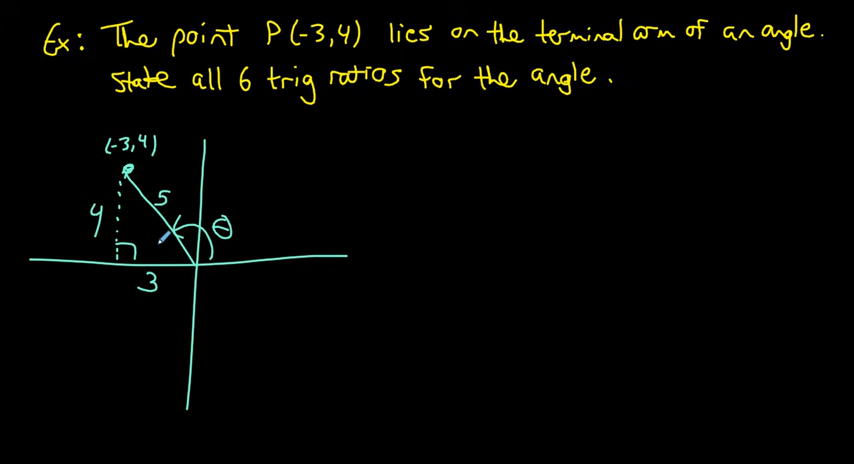 Ex: The point P(-3,4) lies on the terminal arm of an angle.
state all 6 trig ratios for the angle.
(-3,4)
5
4
θ
3